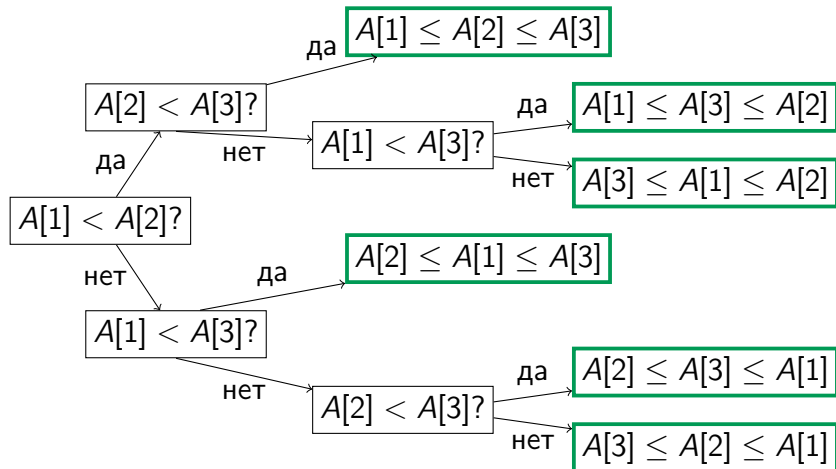 A[1] ≤ A[2] ≤ A[3]
да
A[2] < A[3]?
да
A[1] ≤ A[3] ≤ A[2]
нет
A[1] < A[3]?
да
нет
A[3] ≤ A[1] ≤ A[2]
A[1] < A[2]?
нет
да
A[2] ≤ A[1] ≤ A[3]
A[1] < A[3]?
нет
да
A[2] ≤ A[3] ≤ A[1]
A[2] < A[3]?
нет
A[3] ≤ A[2] ≤ A[1]